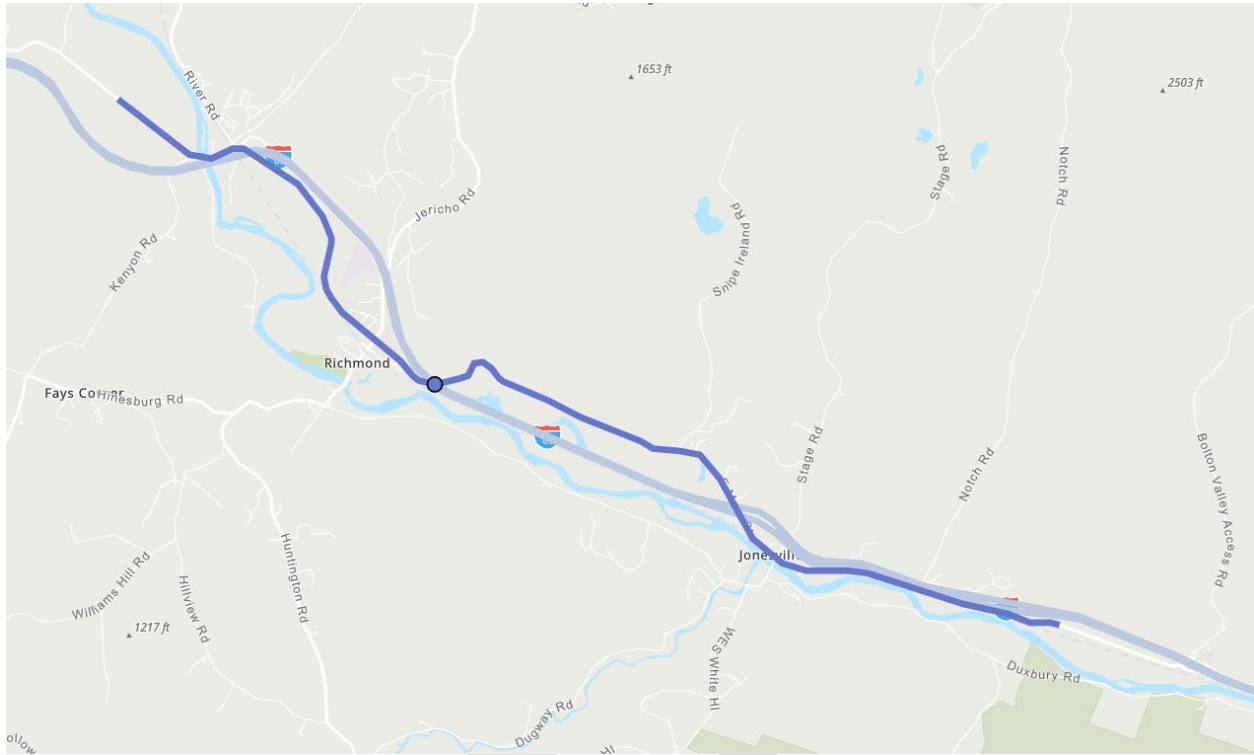 1653 ft
2503 ft
River Rd
Stage Rd
Notch Rd
Jericho Rd
Snipe Ireland Rd
Kenyon Rd
Richmond
Fays Corner
Hinesburg Rd
Stage Rd
Notch Rd
Bolton Valley Access Rd
Jonesville
Huntington Rd
Williams Hill Rd
Hillview Rd
1217 ft
WES White Hl
Duxbury Rd
Dugway Rd
Hl